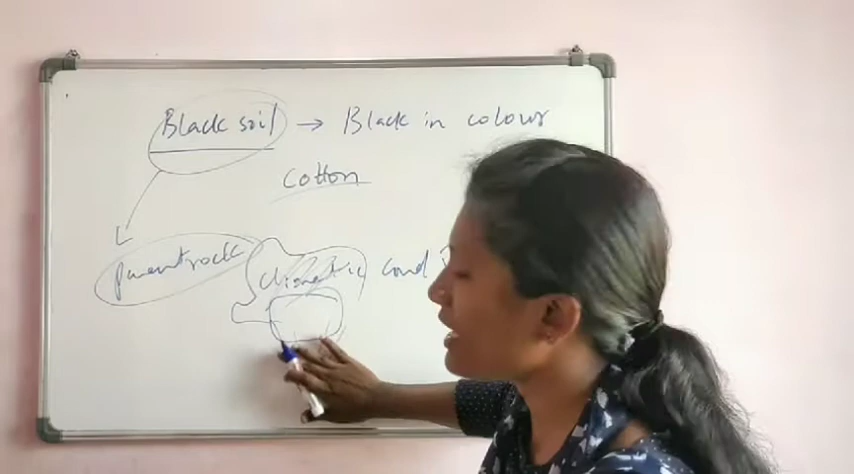 Black soil → Black in colour
cotton
Parent rock climatic cond